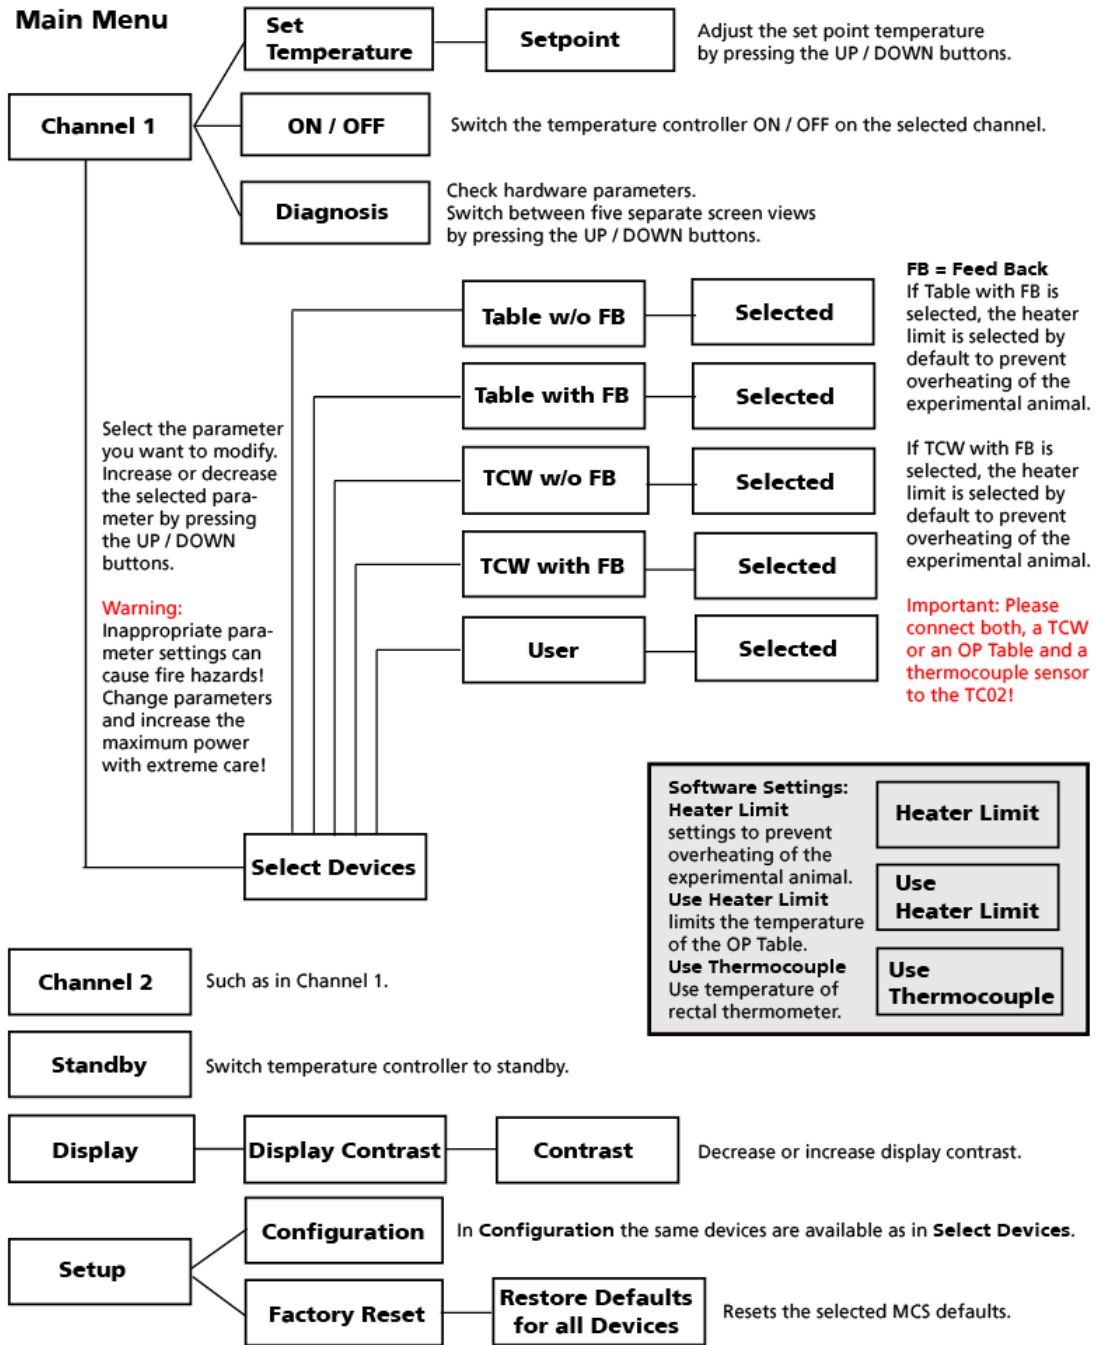 Main Menu
Set
Temperature
Setpoint
Adjust the set point temperature
by pressing the UP / DOWN buttons.
Channel 1
ON / OFF
Switch the temperature controller ON / OFF on the selected channel.
Diagnosis
Check hardware parameters.
Switch between five separate screen views
by pressing the UP / DOWN buttons.
Table w/o FB
Selected
Table with FB
Selected
TCW w/o FB
Selected
TCW with FB
Selected
User
Selected
FB = Feed Back
If Table with FB is
selected, the heater
limit is selected by
default to prevent
overheating of the
experimental animal.
If TCW with FB is
selected, the heater
limit is selected by
default to prevent
overheating of the
experimental animal.
Important: Please
connect both, a TCW
or an OP Table and a
thermocouple sensor
to the TC02!
Select the parameter
you want to modify.
Increase or decrease
the selected para-
meter by pressing
the UP / DOWN
buttons.
Warning:
Inappropriate para-
meter settings can
cause fire hazards!
Change parameters
and increase the
maximum power
with extreme care!
Select Devices
Software Settings:
Heater Limit
settings to prevent
overheating of the
experimental animal.
Use Heater Limit
limits the temperature
of the OP Table.
Use Thermocouple
Use temperature of
rectal thermometer.
Heater Limit
Use
Heater Limit
Use
Thermocouple
Channel 2
Such as in Channel 1.
Standby
Switch temperature controller to standby.
Display
Display Contrast
Contrast
Decrease or increase display contrast.
Setup
Configuration
In Configuration the same devices are available as in Select Devices.
Factory Reset
Restore Defaults
for all Devices
Resets the selected MCS defaults.